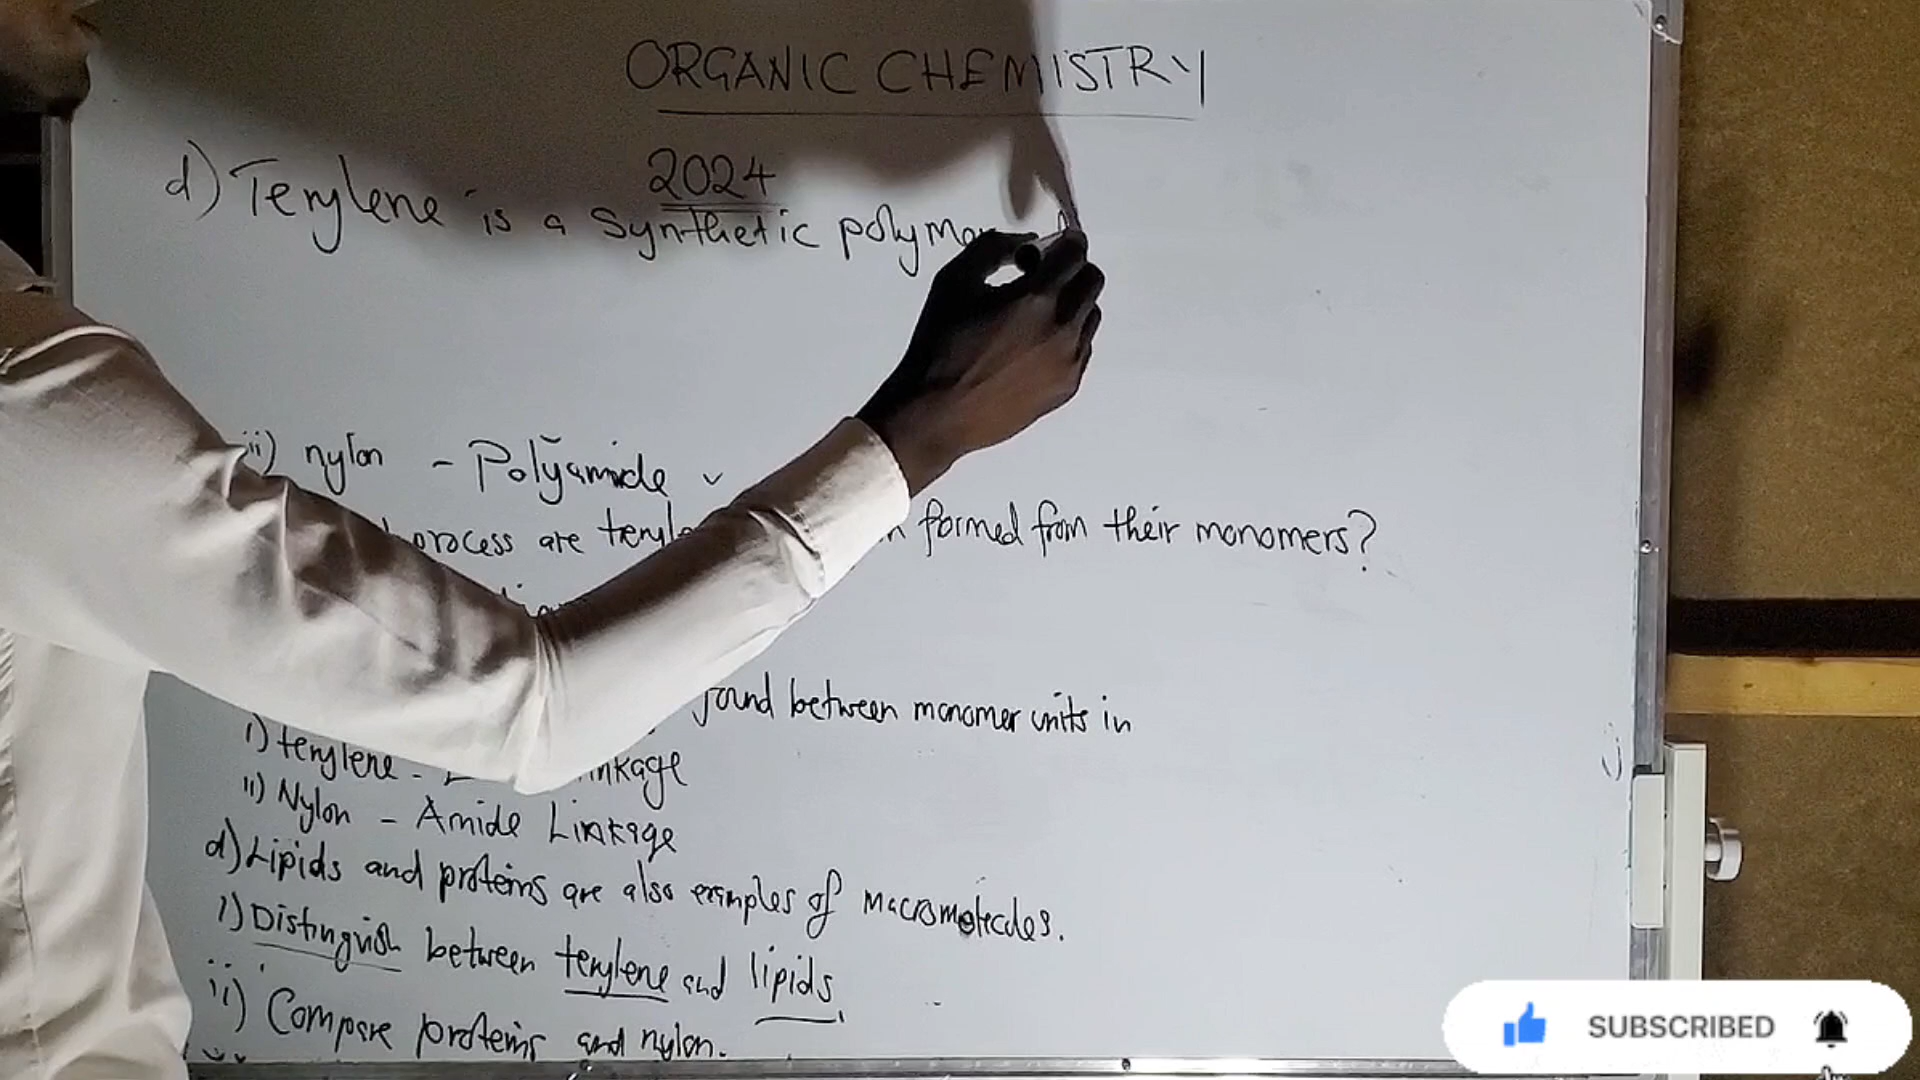 ORGANIC CHEMISTRY
2024
d) Terylene is a synthetic polymer
ii) nylon - Polyamide
process are formed from their monomers?
found between monomer units in
i) terylene - Linkage
ii) Nylon - Amide Linkage
d) Lipids and proteins are also examples of macromolecules.
i) Distinguish between terylene and lipids
ii) Compare proteins and nylon.
SUBSCRIBED